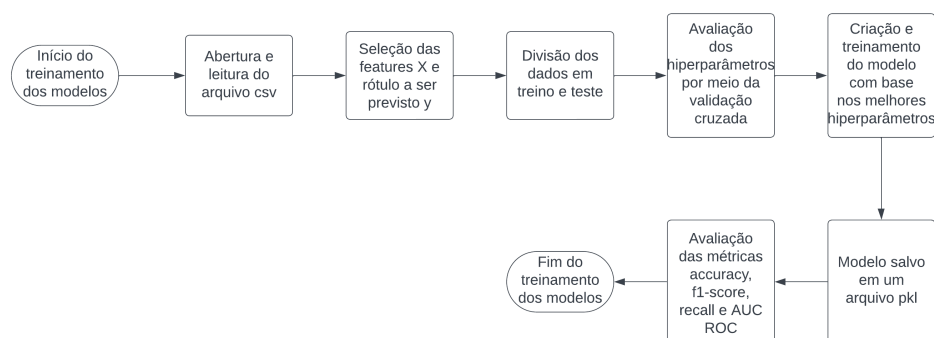 Início do
treinamento
dos modelos
Abertura e
leitura do
arquivo csv
Seleção das
features X e
rótulo a ser
previsto y
Divisão dos
dados em
treino e teste
Avaliação
dos
hiperparâmetros
por meio da
validação
cruzada
Criação e
treinamento
do modelo
com base
nos melhores
hiperparâmetros
Modelo salvo
em um
arquivo pkl
Avaliação
das métricas
accuracy,
f1-score,
recall e AUC
ROC
Fim do
treinamento
dos modelos